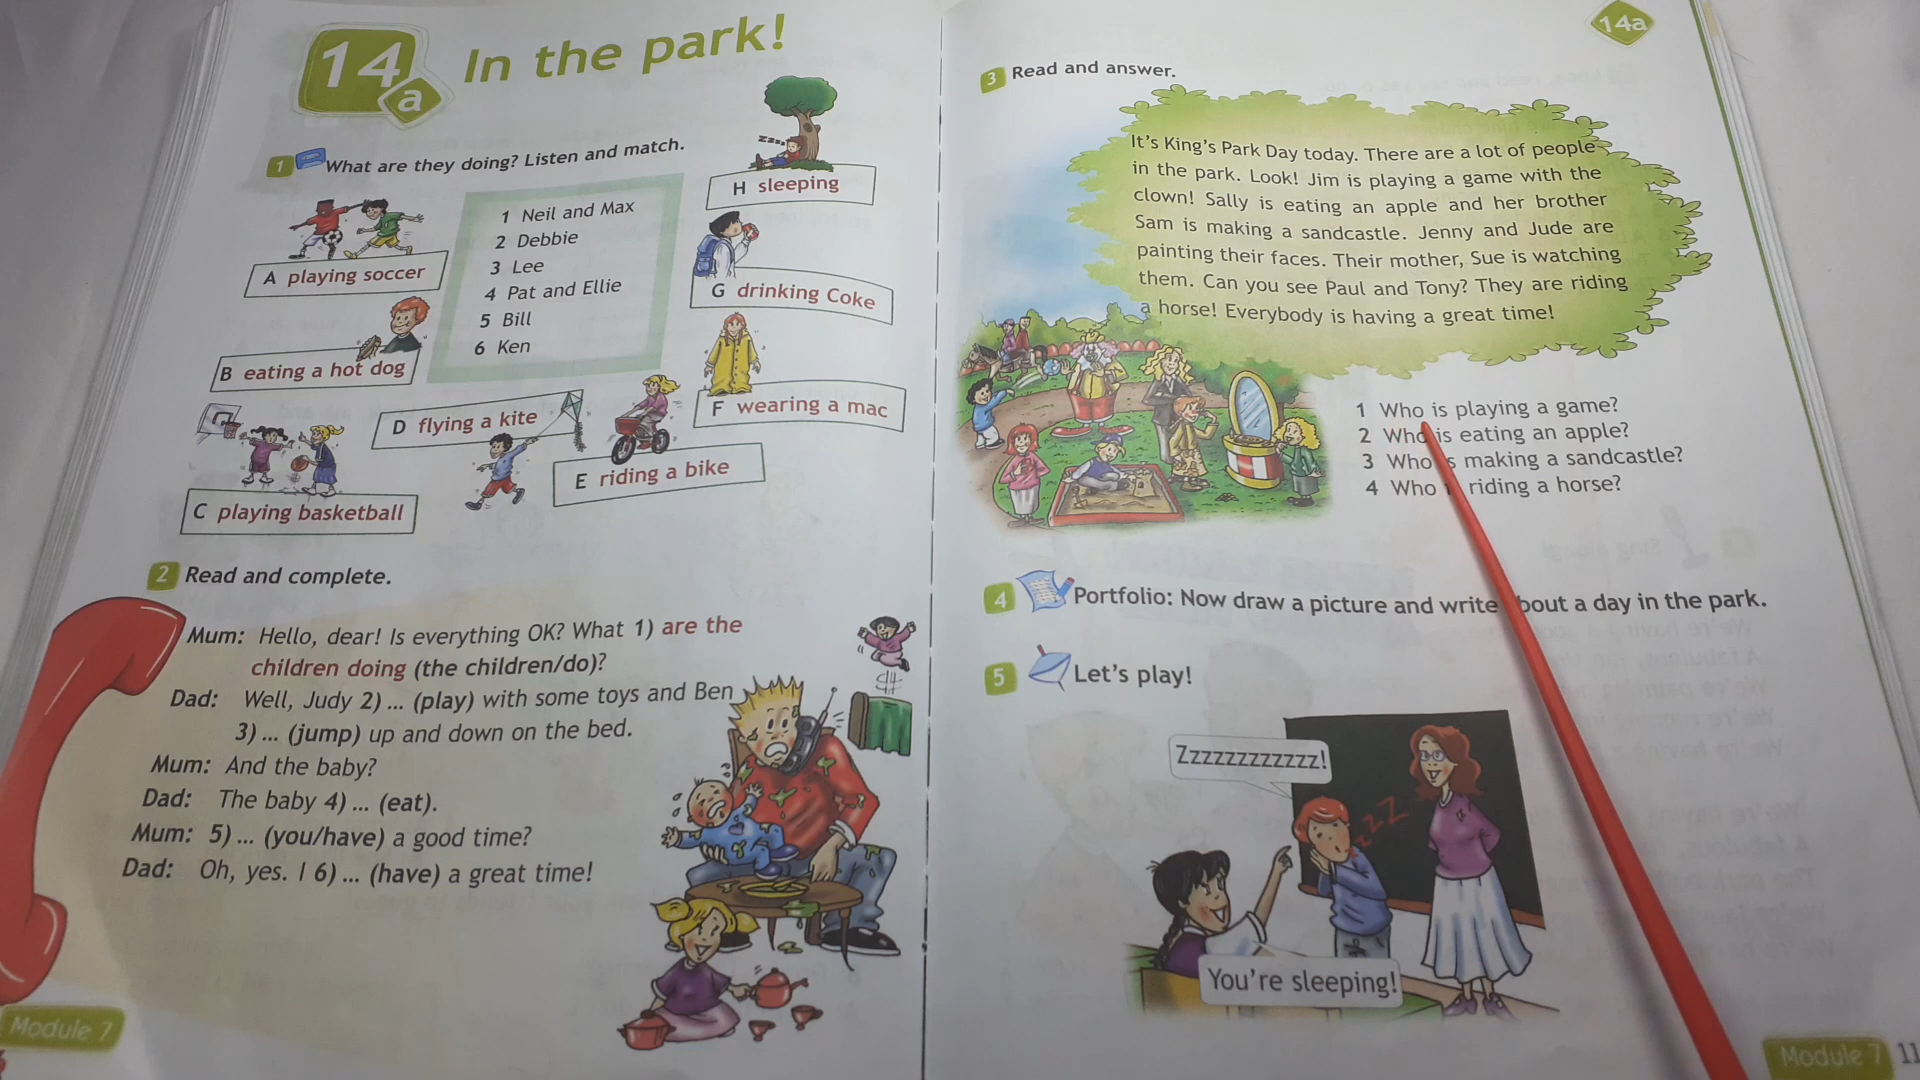 14a In the park!
1 What are they doing? Listen and match.
A playing soccer
B eating a hot dog
C playing basketball
D flying a kite
E riding a bike
F wearing a mac
G drinking Coke
zzz
H sleeping
1 Neil and Max
2 Debbie
3 Lee
4 Pat and Ellie
5 Bill
6 Ken
2 Read and complete.
Mum: Hello, dear! Is everything OK? What 1) are the
children doing (the children/do)?
Dad: Well, Judy 2) ... (play) with some toys and Ben
3) ... (jump) up and down on the bed.
Mum: And the baby?
Dad: The baby 4) ... (eat).
Mum: 5) ... (you/have) a good time?
Dad: Oh, yes. I 6) ... (have) a great time!
Module 7
14a
3 Read and answer.
It's King's Park Day today. There are a lot of people
in the park. Look! Jim is playing a game with the
clown! Sally is eating an apple and her brother
Sam is making a sandcastle. Jenny and Jude are
painting their faces. Their mother, Sue is watching
them. Can you see Paul and Tony? They are riding
a horse! Everybody is having a great time!
1 Who is playing a game?
2 Who is eating an apple?
3 Who is making a sandcastle?
4 Who riding a horse?
4 Portfolio: Now draw a picture and write about a day in the park.
5 Let's play!
Zzzzzzzzzzzz!
zzZ
You're sleeping!
Module 7 11